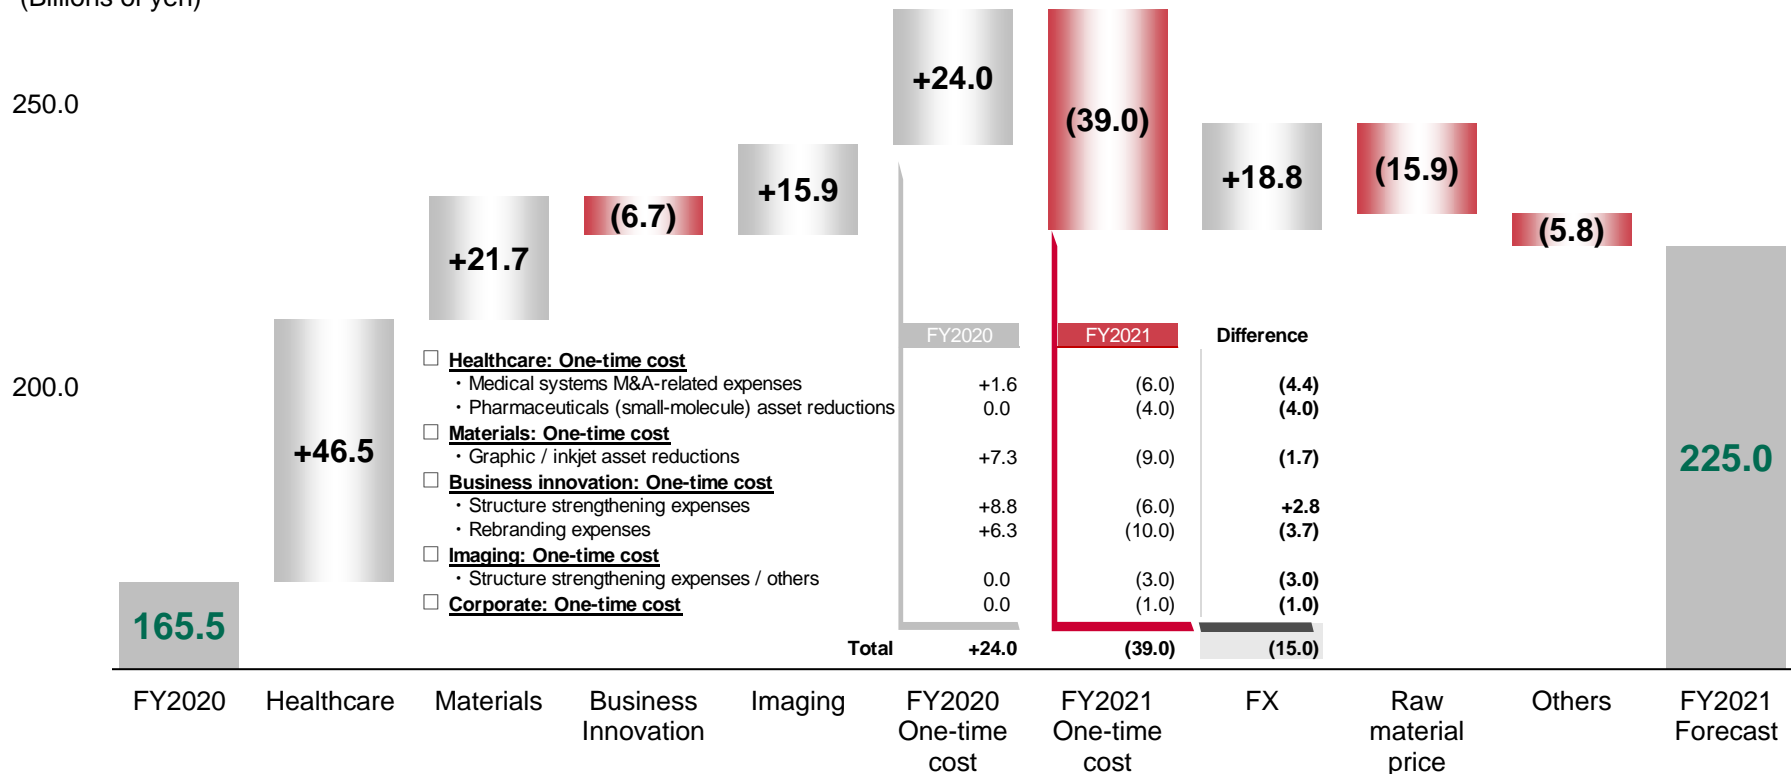 (Billions of yen)
250.0
200.0
165.5
+46.5
+21.7
(6.7)
+15.9
+24.0
(39.0)
+18.8
(15.9)
(5.8)
225.0
FY2020 FY2021 Difference
□ Healthcare: One-time cost
・Medical systems M&A-related expenses +1.6 (6.0) (4.4)
・Pharmaceuticals (small-molecule) asset reductions 0.0 (4.0) (4.0)
□ Materials: One-time cost
・Graphic / inkjet asset reductions +7.3 (9.0) (1.7)
□ Business innovation: One-time cost
・Structure strengthening expenses +8.8 (6.0) +2.8
・Rebranding expenses +6.3 (10.0) (3.7)
□ Imaging: One-time cost
・Structure strengthening expenses / others 0.0 (3.0) (3.0)
□ Corporate: One-time cost 0.0 (1.0) (1.0)
Total +24.0 (39.0) (15.0)
FY2020
Healthcare
Materials
Business
Innovation
Imaging
FY2020
One-time
cost
FY2021
One-time
cost
FX
Raw
material
price
Others
FY2021
Forecast